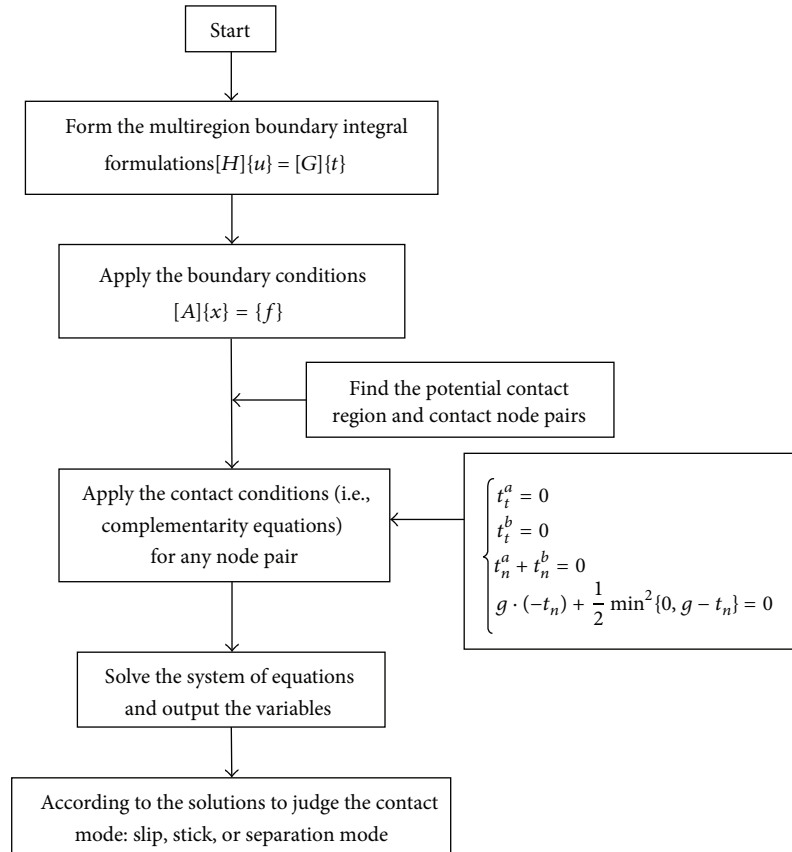 Start
Form the multiregion boundary integral
formulations[H]{u} = [G]{t}
Apply the boundary conditions
[A]{x} = {f}
Find the potential contact
region and contact node pairs
Apply the contact conditions (i.e.,
complementarity equations)
for any node pair
t_t^a = 0
t_t^b = 0
t_n^a + t_n^b = 0
g · (−t_n) + 1/2 min²{0, g − t_n} = 0
Solve the system of equations
and output the variables
According to the solutions to judge the contact
mode: slip, stick, or separation mode